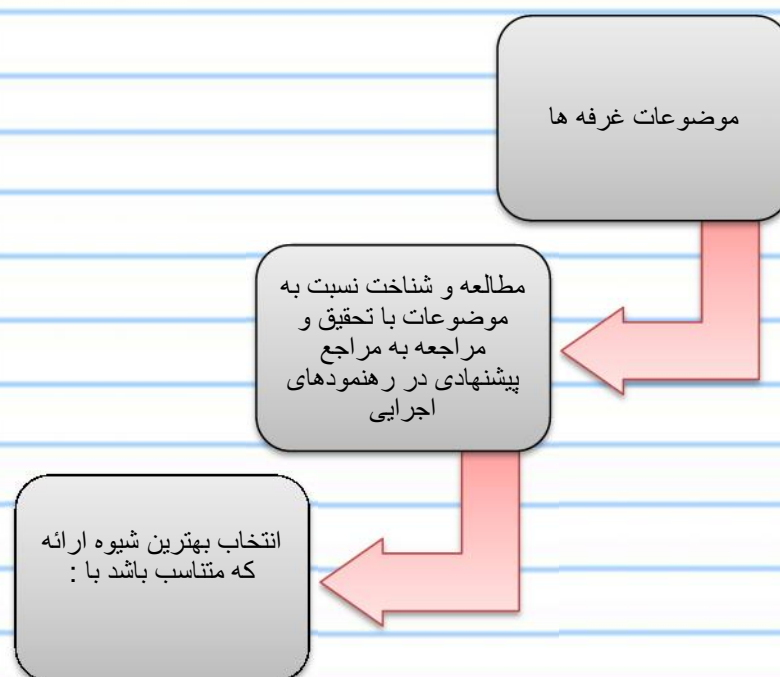 موضوعات غرفه ها
مطالعه و شناخت نسبت به
موضوعات با تحقیق و
مراجعه به مراجع
پیشنهادی در رهنمودهای
اجرایی
انتخاب بهترین شیوه ارائه
که متناسب باشد با :